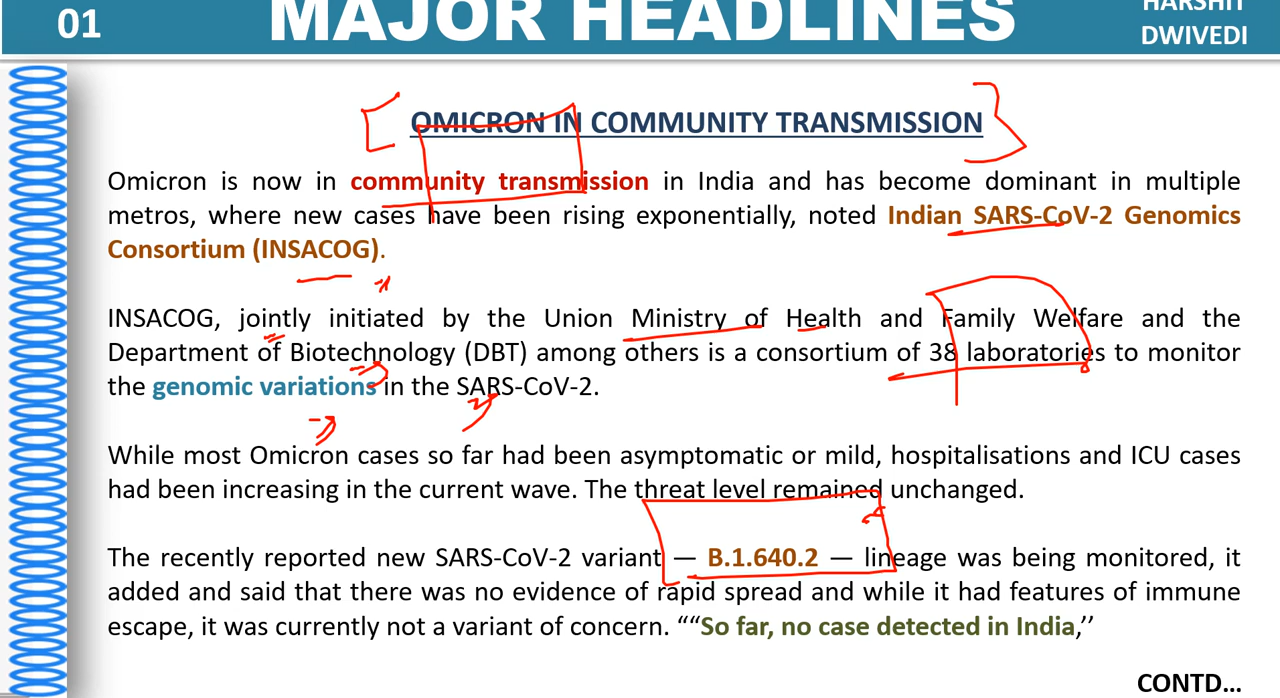 01
MAJOR HEADLINES
HARSHIT
DWIVEDI
OMICRON IN COMMUNITY TRANSMISSION
Omicron is now in community transmission in India and has become dominant in multiple
metros, where new cases have been rising exponentially, noted Indian SARS-CoV-2 Genomics
Consortium (INSACOG).
INSACOG, jointly initiated by the Union Ministry of Health and Family Welfare and the
Department of Biotechnology (DBT) among others is a consortium of 38 laboratories to monitor
the genomic variations in the SARS-CoV-2.
While most Omicron cases so far had been asymptomatic or mild, hospitalisations and ICU cases
had been increasing in the current wave. The threat level remained unchanged.
The recently reported new SARS-CoV-2 variant — B.1.640.2 — lineage was being monitored, it
added and said that there was no evidence of rapid spread and while it had features of immune
escape, it was currently not a variant of concern. ““So far, no case detected in India,’’
CONTD...